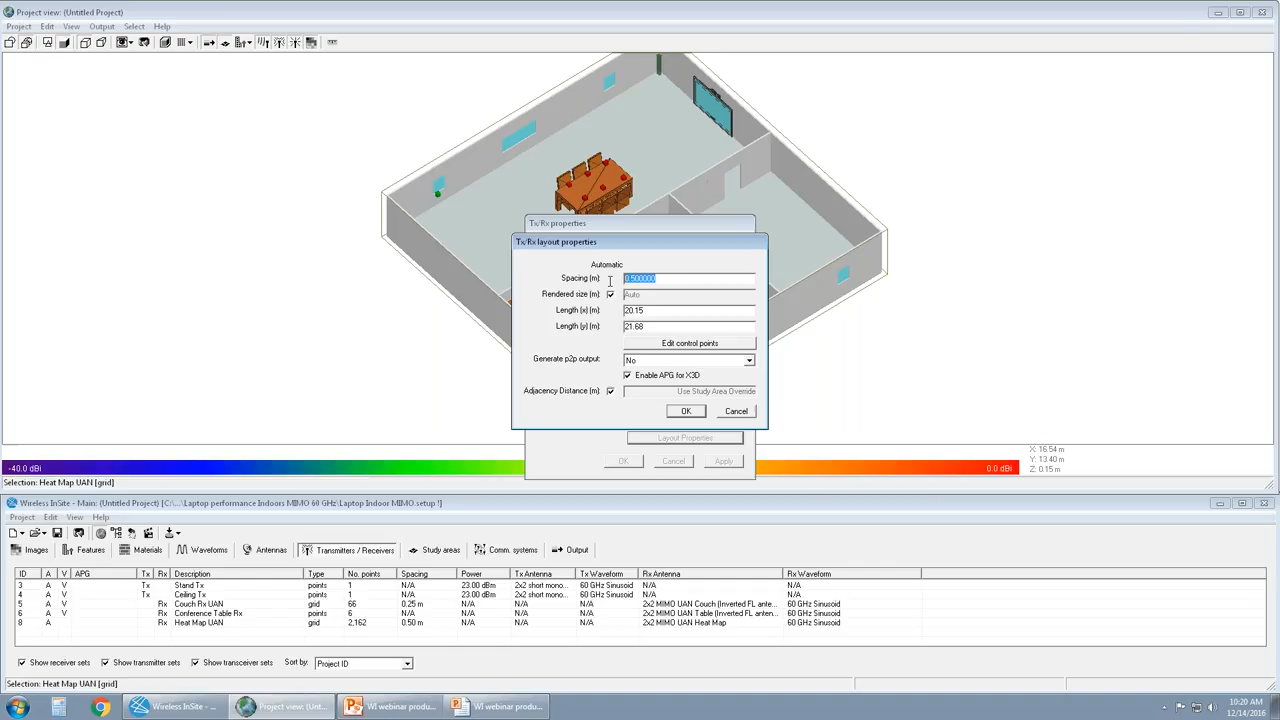 Project view: (Untitled Project)
Project Edit View Output Select Help
Tx/Rx properties
Tx/Rx layout properties
Automatic
Spacing (m): 0.500000
Rendered size (m): Auto
Length (x) (m): 20.15
Length (y) (m): 21.68
Edit control points
Generate p2p output: No
Enable APG for X3D
Adjacency Distance (m): Use Study Area Override
OK Cancel
Layout Properties
OK Cancel Apply
X: 16.54 m
Y: 13.40 m
Z: 0.15 m
-40.0 dBi 0.0 dBi
Selection: Heat Map UAN [grid]
Wireless InSite - Main: (Untitled Project) [C:\...\Laptop performance Indoors MIMO 60 GHz\Laptop Indoor MIMO.setup !]
Project Edit View Help
Images Features Materials Waveforms Antennas Transmitters / Receivers Study areas Comm. systems Output
ID A V APG Tx Rx Description Type No. points Spacing Power Tx Antenna Tx Waveform Rx Antenna Rx Waveform
3 A V Tx Stand Tx points 1 N/A 23.00 dBm 2x2 short mono... 60 GHz Sinusoid N/A N/A
4 A V Tx Ceiling Tx points 1 N/A 23.00 dBm 2x2 short mono... 60 GHz Sinusoid N/A N/A
5 A V Rx Couch Rx UAN grid 66 0.25 m N/A N/A N/A 2x2 MIMO UAN Couch (Inverted FL ante... 60 GHz Sinusoid
6 A V Rx Conference Table Rx points 6 N/A N/A N/A N/A 2x2 MIMO UAN Table (Inverted FL anten... 60 GHz Sinusoid
8 A Rx Heat Map UAN grid 2,162 0.50 m N/A N/A N/A 2x2 MIMO UAN Heat Map 60 GHz Sinusoid
Show receiver sets Show transmitter sets Show transceiver sets Sort by: Project ID
Selection: Heat Map UAN [grid]
Wireless InSite - ... Project view: (Unt... WI webinar produ... WI webinar produ...
10:20 AM
12/14/2016